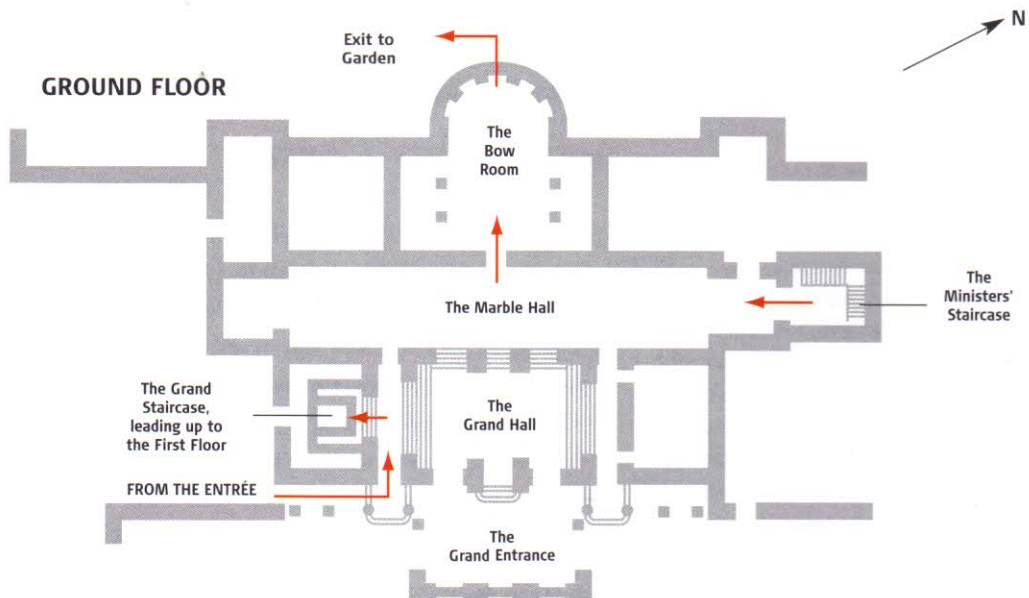 N
Exit to
Garden
GROUND FLOOR
The
Bow
Room
The Marble Hall
The
Ministers'
Staircase
The Grand
Staircase,
leading up to
the First Floor
The
Grand Hall
FROM THE ENTRÉE
The
Grand Entrance